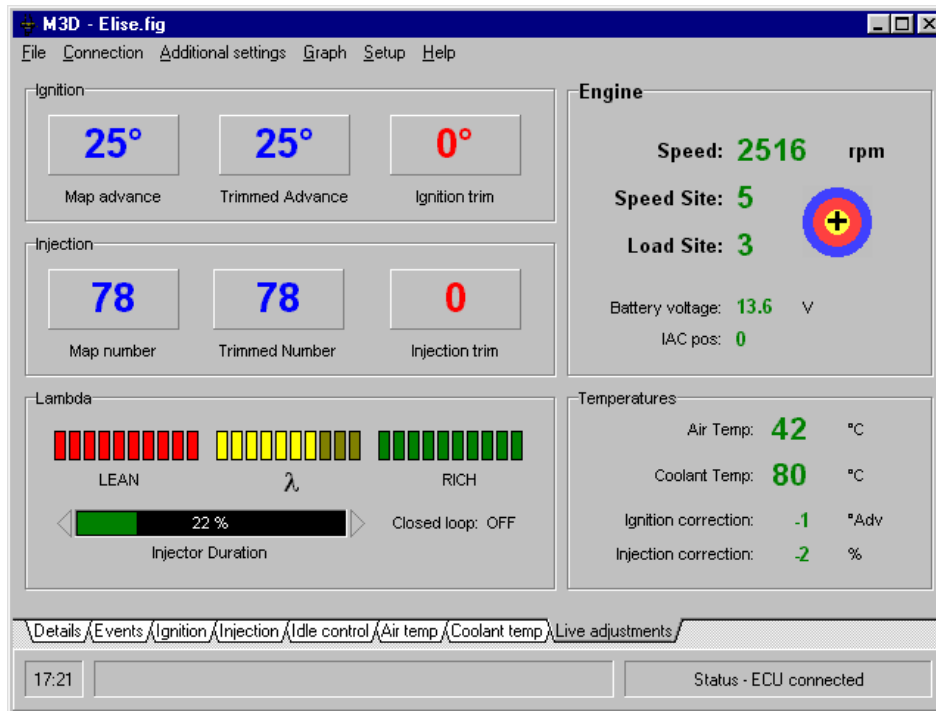 M3D - Elise.fig
File Connection Additional settings Graph Setup Help
Ignition
25° 25° 0°
Map advance Trimmed Advance Ignition trim
Injection
78 78 0
Map number Trimmed Number Injection trim
Lambda
LEAN λ RICH
22 % Closed loop: OFF
Injector Duration
Engine
Speed: 2516 rpm
Speed Site: 5
Load Site: 3
Battery voltage: 13.6 V
IAC pos: 0
Temperatures
Air Temp: 42 °C
Coolant Temp: 80 °C
Ignition correction: -1 °Adv
Injection correction: -2 %
Details Events Ignition Injection Idle control Air temp Coolant temp Live adjustments
17:21 Status - ECU connected